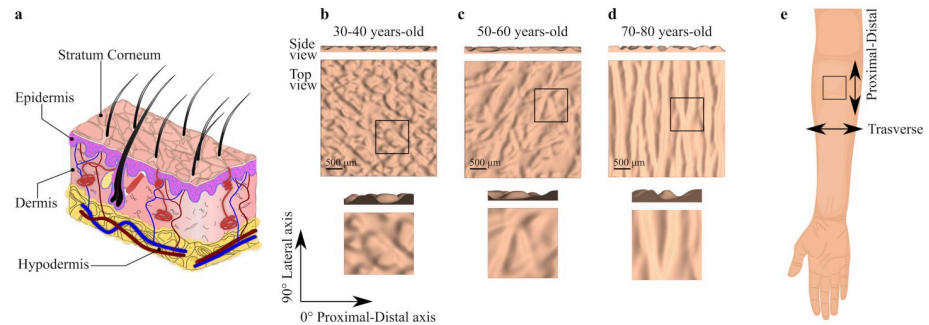 a
Stratum Corneum
Epidermis
Dermis
Hypodermis
b
30-40 years-old
Side
view
Top
view
500 μm
c
50-60 years-old
500 μm
d
70-80 years-old
500 μm
90° Lateral axis
0° Proximal-Distal axis
e
Proximal-Distal
Trasverse